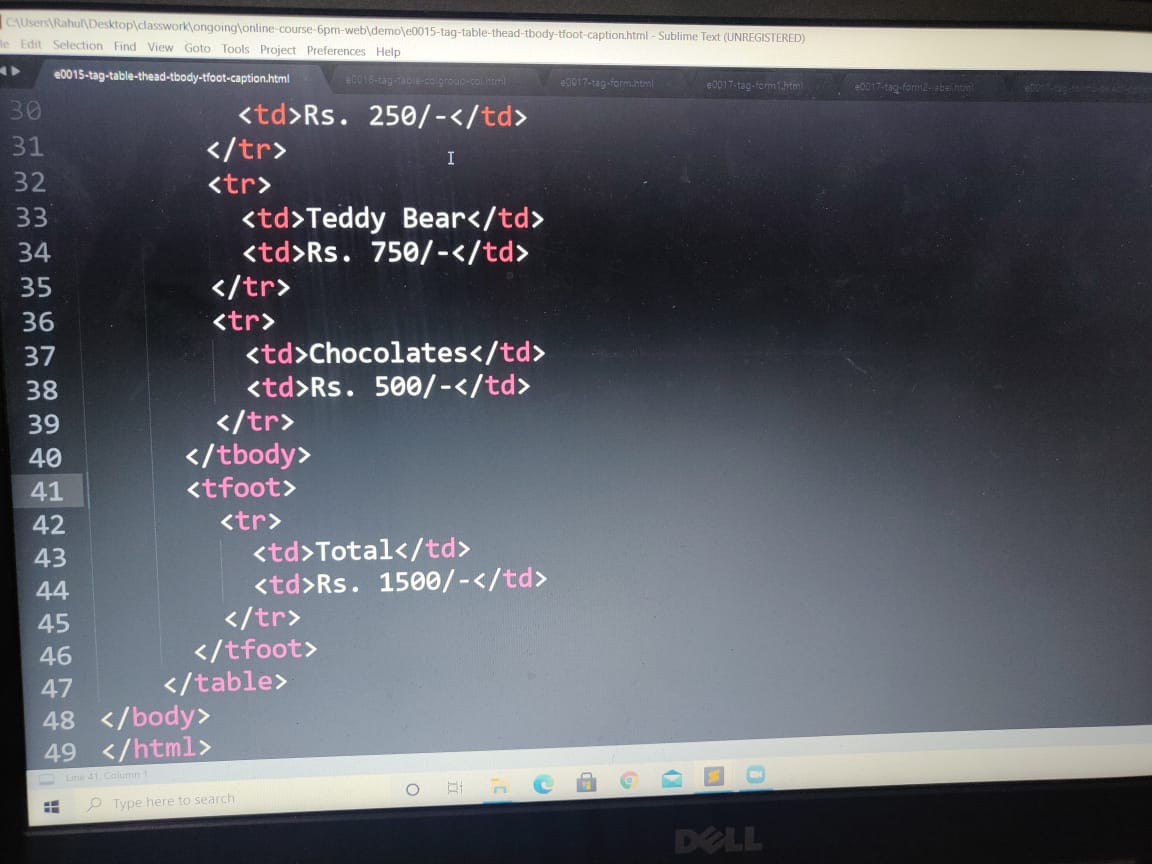 C:\Users\Rahul\Desktop\classwork\ongoing\online-course-6pm-web\demo\e0015-tag-table-thead-tbody-tfoot-caption.html - Sublime Text (UNREGISTERED)
Edit Selection Find View Goto Tools Project Preferences Help
e0015-tag-table-thead-tbody-tfoot-caption.html e0016-tag-table-colgroup-col.html e0017-tag-form.html e0017-tag-form1.html e0017-tag-form2-label.html
30 <td>Rs. 250/-</td>
31 </tr>
32 <tr>
33 <td>Teddy Bear</td>
34 <td>Rs. 750/-</td>
35 </tr>
36 <tr>
37 <td>Chocolates</td>
38 <td>Rs. 500/-</td>
39 </tr>
40 </tbody>
41 <tfoot>
42 <tr>
43 <td>Total</td>
44 <td>Rs. 1500/-</td>
45 </tr>
46 </tfoot>
47 </table>
48 </body>
49 </html>
Line 41, Column 1
Type here to search
DELL